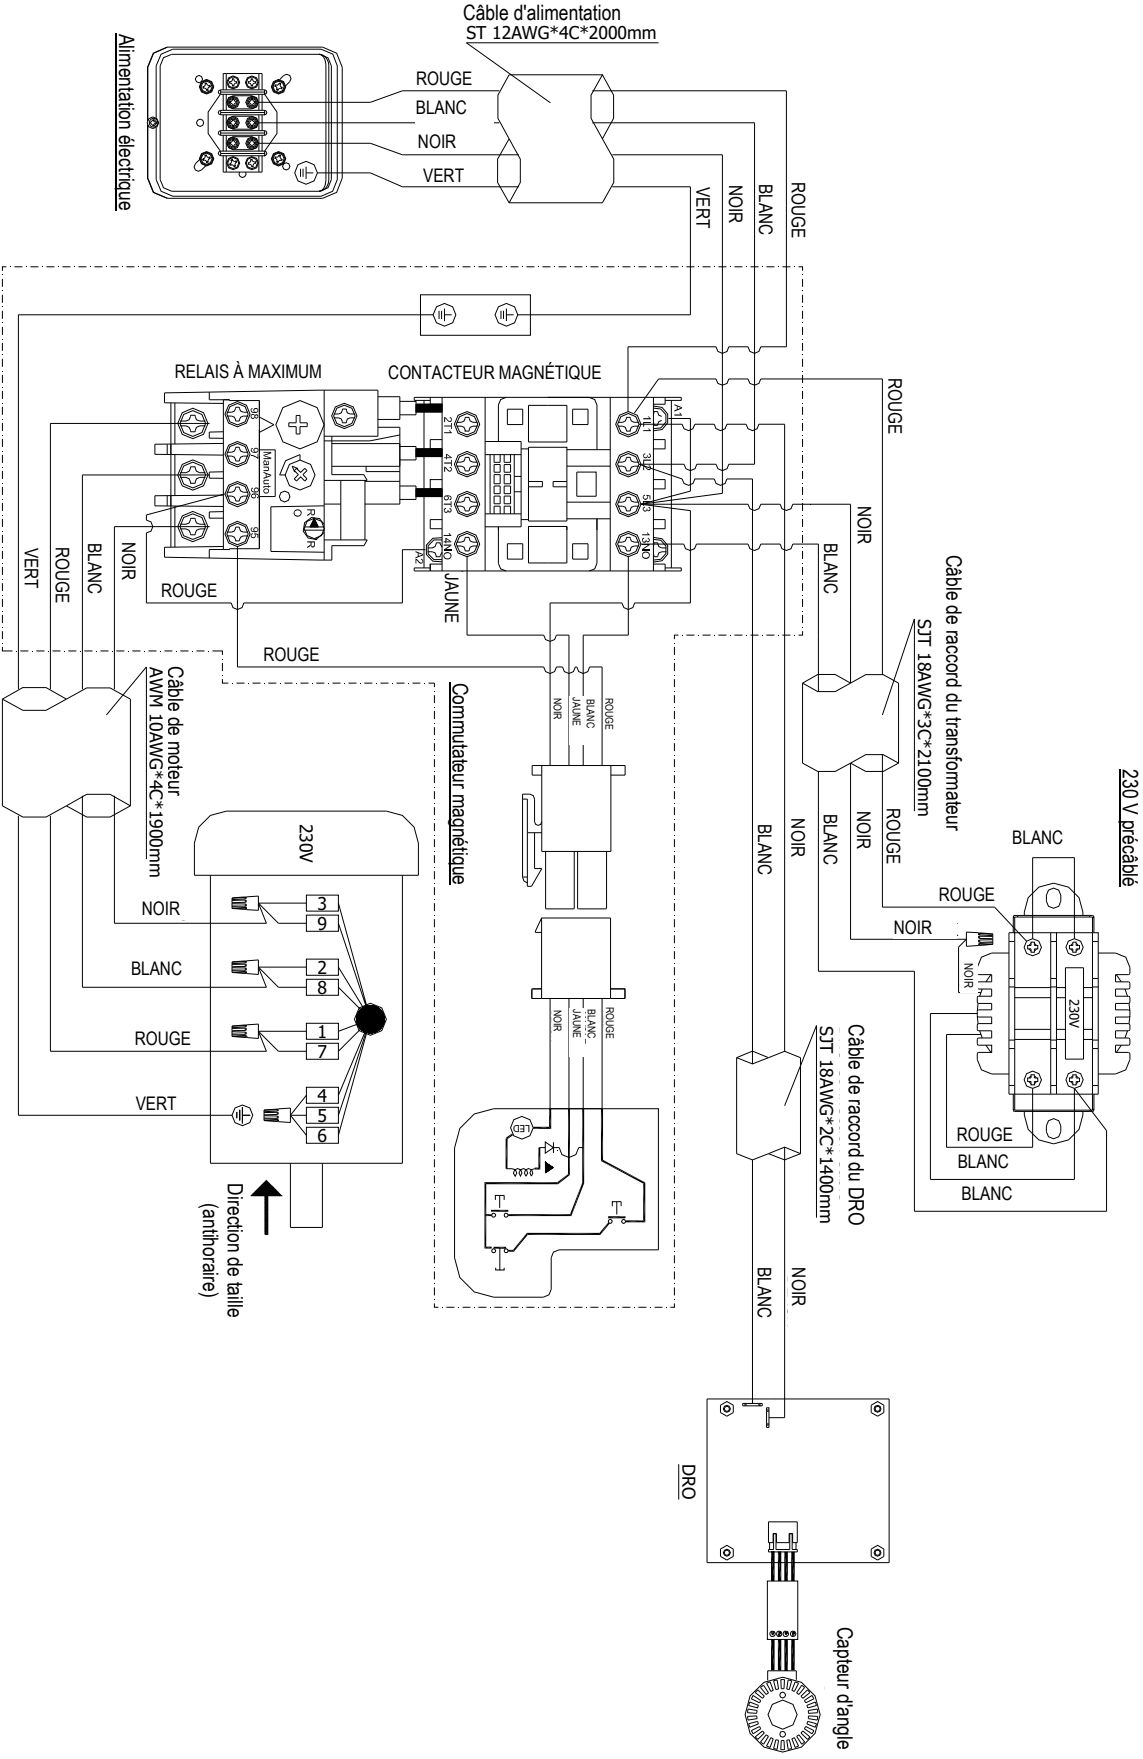 Câble d'alimentation
ST 12AWG*4C*2000mm
Alimentation électrique
ROUGE
BLANC
NOIR
VERT
ROUGE
BLANC
NOIR
VERT
RELAIS À MAXIMUM
CONTACTEUR MAGNÉTIQUE
ROUGE
98
97
96
95
ManAuto
R
R
2T1
4T2
6T3
14NO
A2
A1
1L1
3L2
5L3
13NO
NOIR
BLANC
Câble de raccord du transformateur
SJT 18AWG*3C*2100mm
VERT
ROUGE
BLANC
NOIR
ROUGE
JAUNE
ROUGE
Câble de moteur
AWM 10AWG*4C*1900mm
Commutateur magnétique
NOIR
JAUNE
BLANC
ROUGE
BLANC
NOIR
BLANC
NOIR
ROUGE
230 V précâblé
BLANC
ROUGE
NOIR
NOIR
230V
ROUGE
BLANC
BLANC
230V
3
9
2
8
1
7
4
5
6
NOIR
BLANC
ROUGE
VERT
Direction de taille
(antihoraire)
NOIR
JAUNE
BLANC
ROUGE
LED
Câble de raccord du DRO
SJT 18AWG*2C*1400mm
NOIR
BLANC
DRO
Capteur d'angle